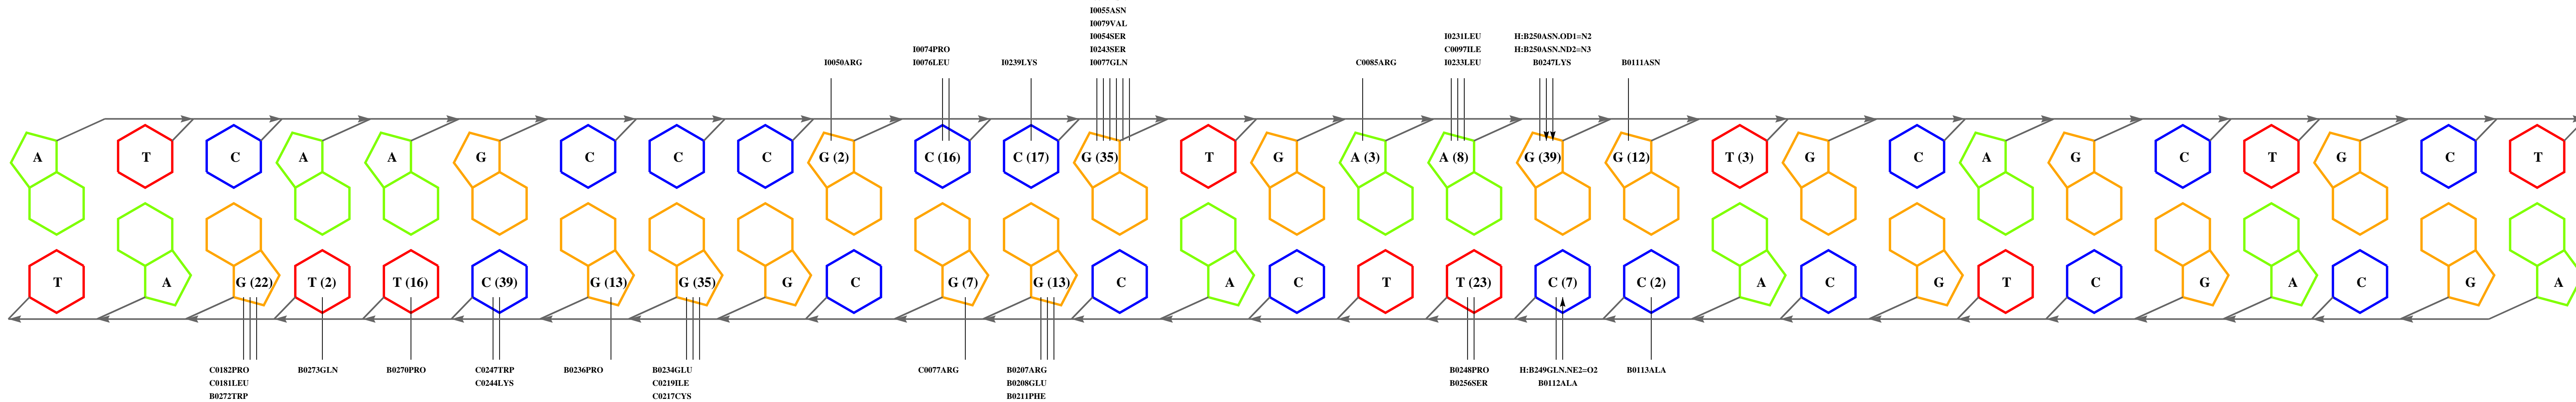 I0055ASN
I0079VAL
I0054SER
I0243SER
I0077GLN
I0074PRO
I0076LEU
I0231LEU
C0097ILE
I0233LEU
H:B250ASN.OD1=N2
H:B250ASN.ND2=N3
B0247LYS
I0050ARG
I0239LYS
C0085ARG
B0111ASN
A T C A A G C C C G (2) C (16) C (17) G (35) T G A (3) A (8) G (39) G (12) T (3) G C A G C T G C T
T A G (22) T (2) T (16) C (39) G (13) G (35) G C G (7) G (13) C A C T T (23) C (7) C (2) A C G T C G A C G A
C0182PRO
C0181LEU
B0272TRP
B0273GLN
B0270PRO
C0247TRP
C0244LYS
B0236PRO
B0234GLU
C0219ILE
C0217CYS
C0077ARG
B0207ARG
B0208GLU
B0211PHE
B0248PRO
B0256SER
H:B249GLN.NE2=O2
B0112ALA
B0113ALA